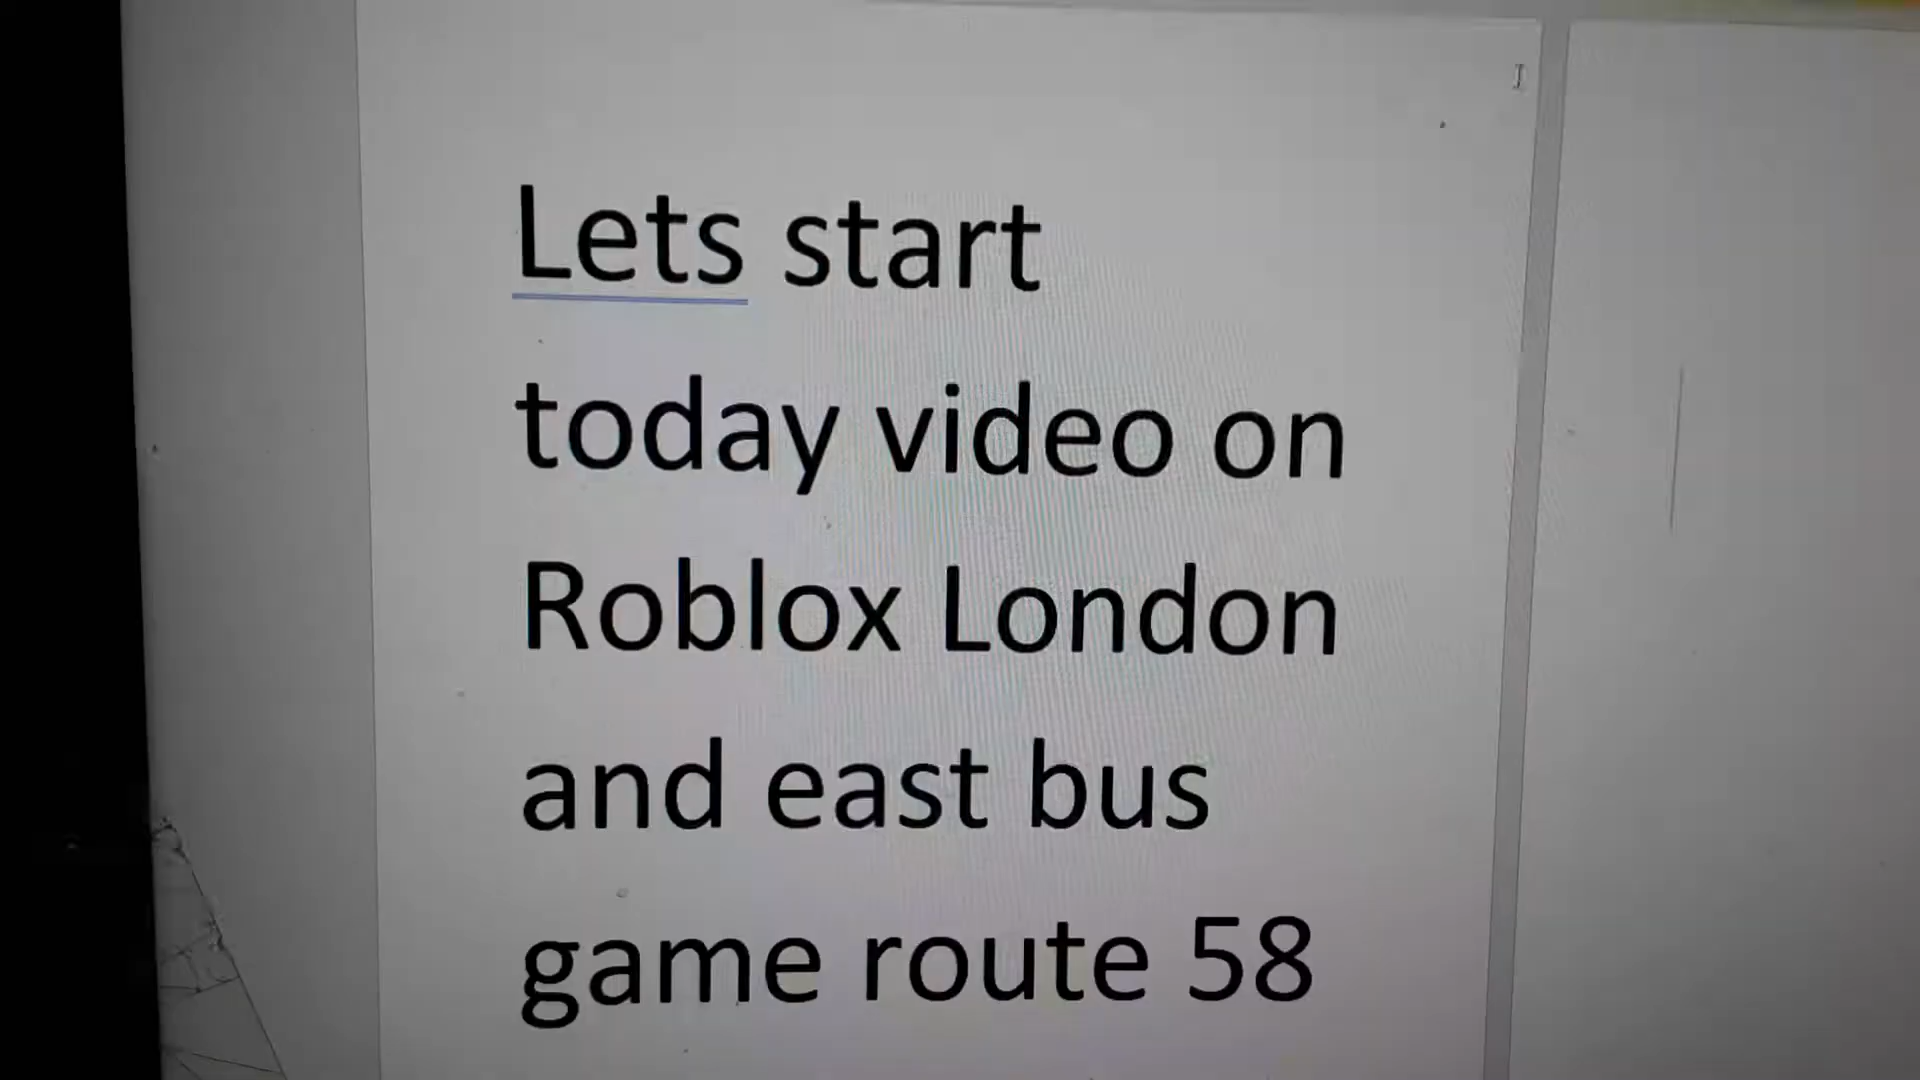 Lets start
today video on
Roblox London
and east bus
game route 58